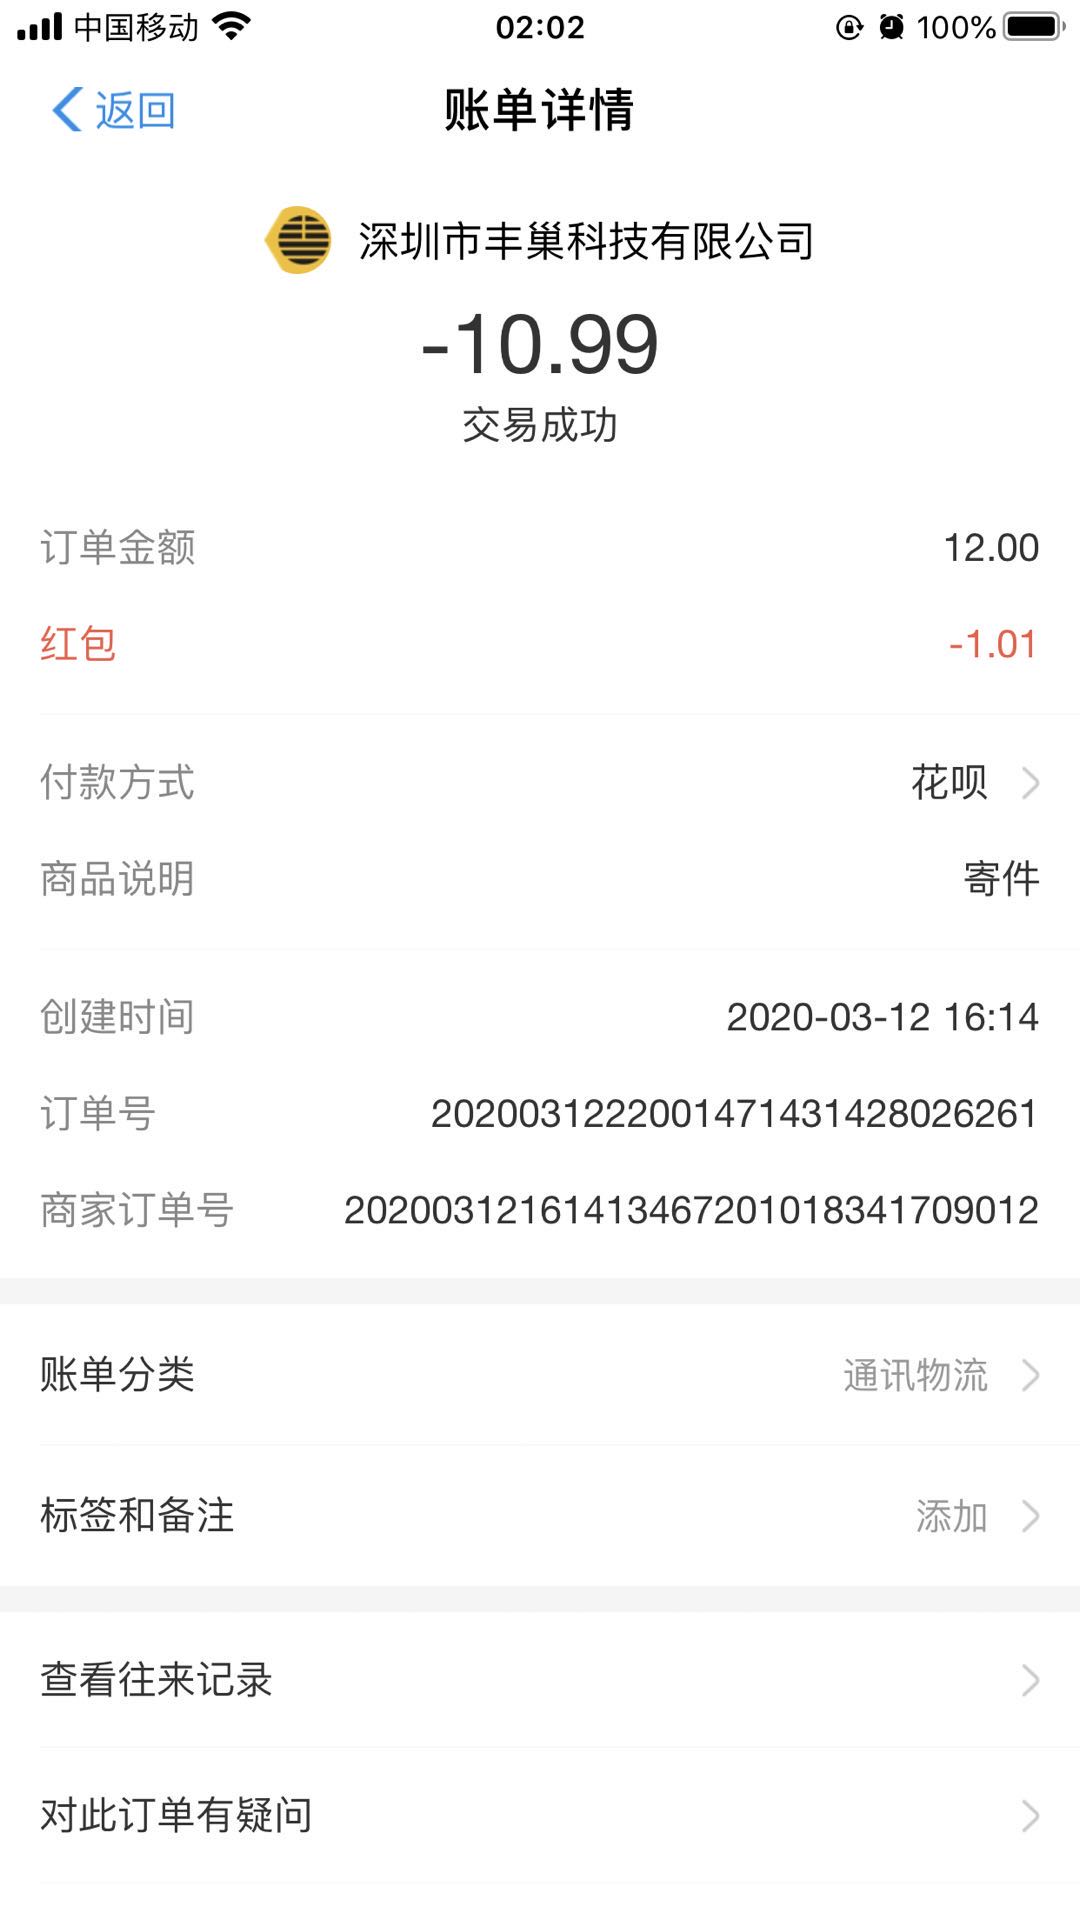 中国移动 02:02 100%
返回 账单详情
深圳市丰巢科技有限公司
-10.99
交易成功
订单金额 12.00
红包 -1.01
付款方式 花呗
商品说明 寄件
创建时间 2020-03-12 16:14
订单号 2020031222001471431428026261
商家订单号 20200312161413467201018341709012
账单分类 通讯物流
标签和备注 添加
查看往来记录
对此订单有疑问